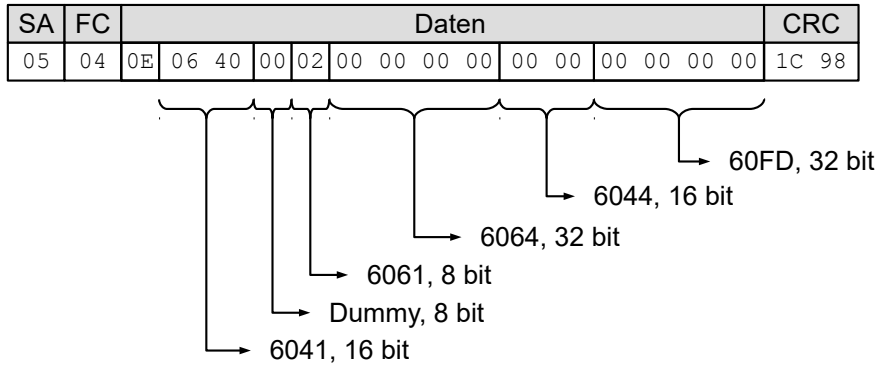 SA FC Daten CRC
05 04 0E 06 40 00 02 00 00 00 00 00 00 00 00 00 00 1C 98
60FD, 32 bit
6044, 16 bit
6064, 32 bit
6061, 8 bit
Dummy, 8 bit
6041, 16 bit